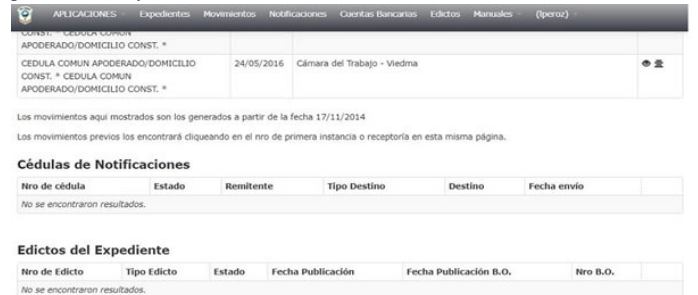 APLICACIONES Expedientes Movimientos Notificaciones Cuentas Bancarias Edictos Manuales (lperoz)
CONST. * CEDULA COMUN
APODERADO/DOMICILIO CONST. *
CEDULA COMUN APODERADO/DOMICILIO 24/05/2016 Cámara del Trabajo - Viedma
CONST. * CEDULA COMUN
APODERADO/DOMICILIO CONST. *
Los movimientos aqui mostrados son los generados a partir de la fecha 17/11/2014
Los movimientos previos los encontrará cliqueando en el nro de primera instancia o receptoría en esta misma página.
Cédulas de Notificaciones
Nro de cédula Estado Remitente Tipo Destino Destino Fecha envío
No se encontraron resultados.
Edictos del Expediente
Nro de Edicto Tipo Edicto Estado Fecha Publicación Fecha Publicación B.O. Nro B.O.
No se encontraron resultados.